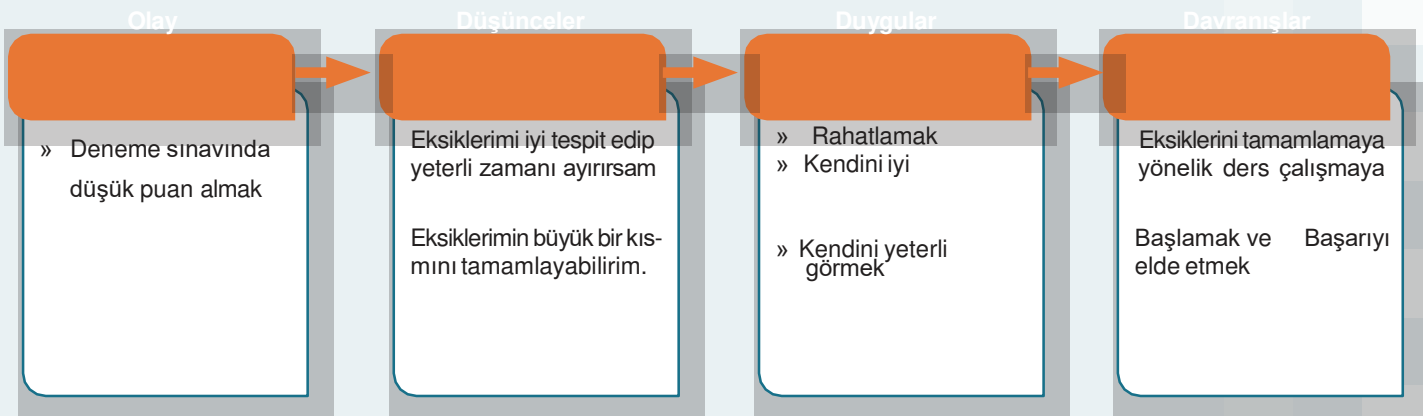 Olay
» Deneme sınavında
düşük puan almak
Düşünceler
Eksiklerimi iyi tespit edip
yeterli zamanı ayırırsam
Eksiklerimin büyük bir kıs-
mını tamamlayabilirim.
Duygular
» Rahatlamak
» Kendini iyi
» Kendini yeterli
görmek
Davranışlar
Eksiklerini tamamlamaya
yönelik ders çalışmaya
Başlamak ve Başarıyı
elde etmek